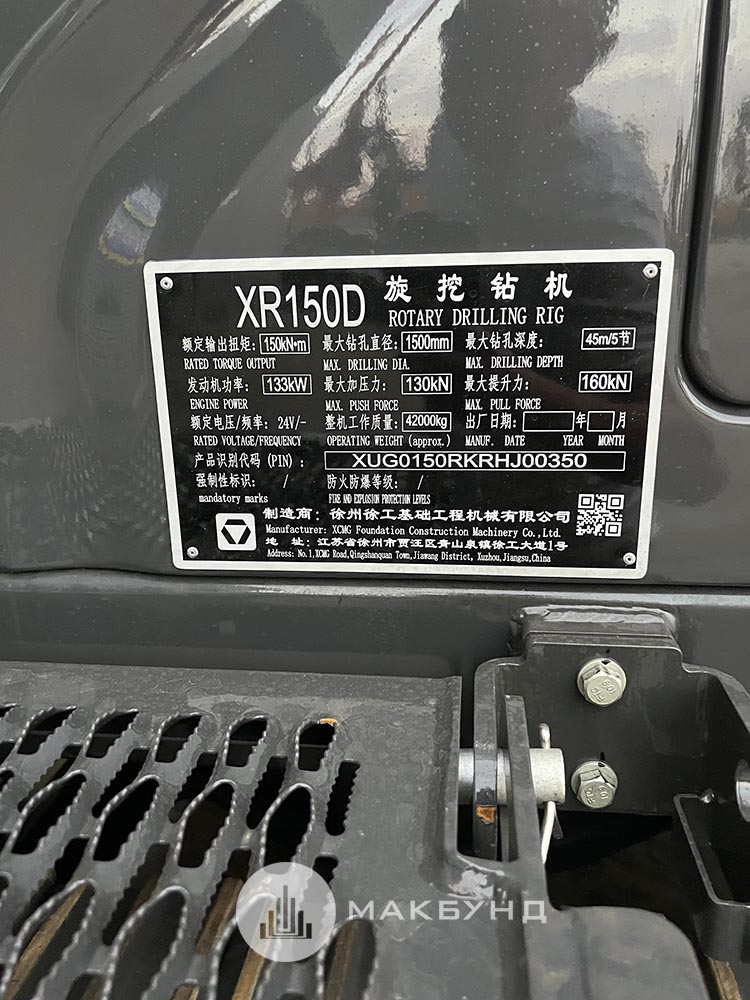 XR150D 旋挖钻机
ROTARY DRILLING RIG
额定输出扭矩: 150kN·m 最大钻孔直径: 1500mm 最大钻孔深度: 45m/5节
RATED TORQUE OUTPUT MAX. DRILLING DIA. MAX. DRILLING DEPTH
发动机功率: 133kW 最大加压力: 130kN 最大提升力: 160kN
ENGINE POWER MAX. PUSH FORCE MAX. PULL FORCE
额定电压/频率: 24V/- 整机工作质量: 42000kg 出厂日期: 年 月
RATED VOLTAGE/FREQUENCY OPERATING WEIGHT (approx.) MANUF. DATE YEAR MONTH
产品识别代码 (PIN) : XUG0150RKRHJ00350
强制性标识: / 防火防爆等级: /
mandatory marks FIRE AND EXPLOSION PROTECTION LEVELS
制造商: 徐州徐工基础工程机械有限公司
Manufacturer: XCMG Foundation Construction Machinery Co., Ltd.
地 址: 江苏省徐州市贾汪区青山泉镇徐工大道1号
Address: No.1,XCMG Road,Qingshanquan Town,Jiawang District, Xuzhou,Jiangsu,China
МАКБУНД